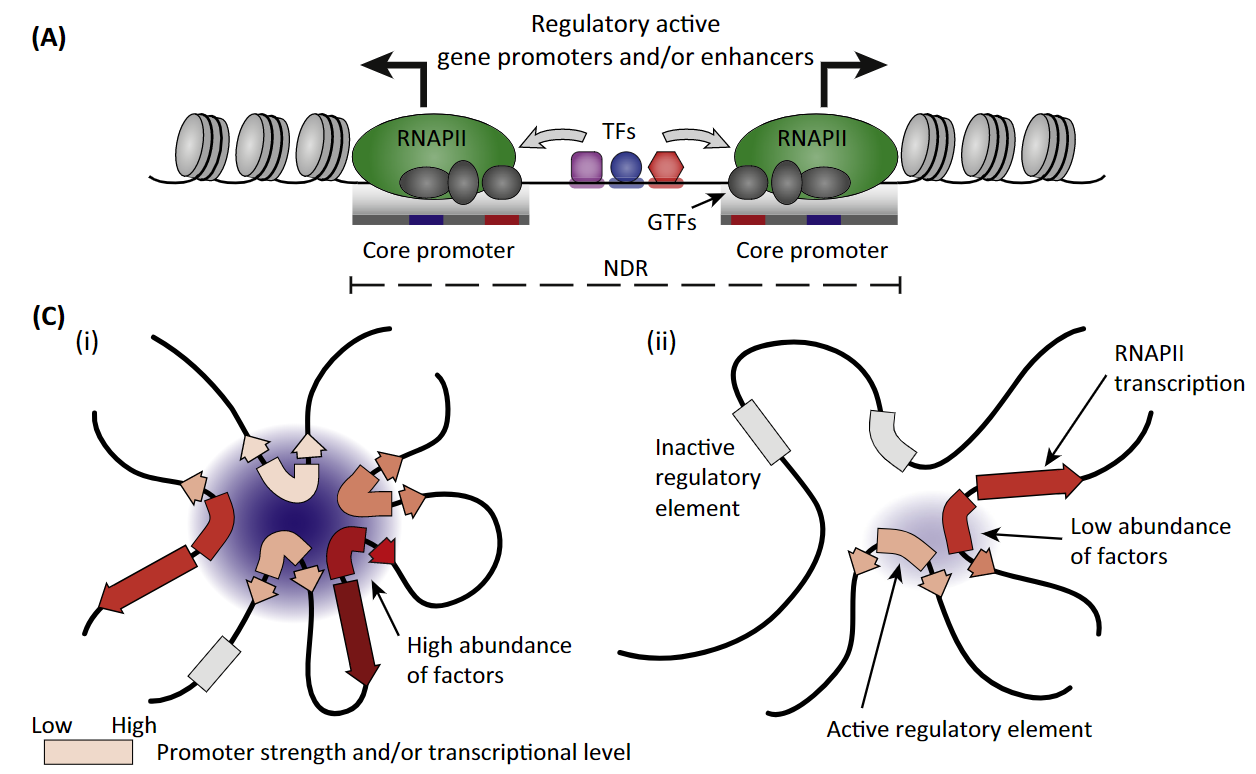 (A)
Regulatory active
gene promoters and/or enhancers
RNAPII
TFs
RNAPII
GTFs
Core promoter
Core promoter
NDR
(C)
(i)
(ii)
RNAPII
transcription
Inactive
regulatory
element
Low abundance
of factors
High abundance
of factors
Active regulatory element
Low High
Promoter strength and/or transcriptional level